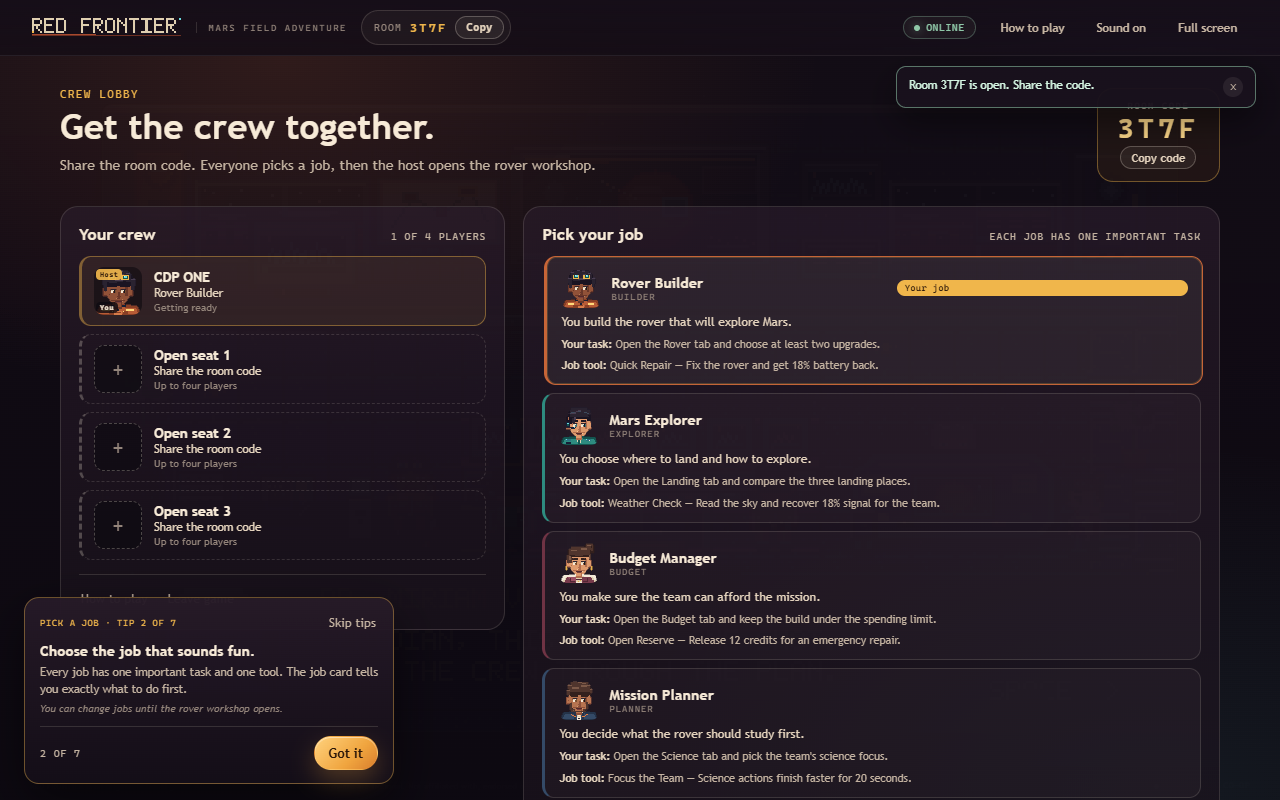 RED FRONTIER
MARS FIELD ADVENTURE
ROOM 3T7F Copy
ONLINE
How to play
Sound on
Full screen
Room 3T7F is open. Share the code.
X
CREW LOBBY
Get the crew together.
Share the room code. Everyone picks a job, then the host opens the rover workshop.
3T7F
Copy code
Your crew
1 OF 4 PLAYERS
Host
You
CDP ONE
Rover Builder
Getting ready
+
Open seat 1
Share the room code
Up to four players
+
Open seat 2
Share the room code
Up to four players
+
Open seat 3
Share the room code
Up to four players
PICK A JOB · TIP 2 OF 7
Skip tips
Choose the job that sounds fun.
Every job has one important task and one tool. The job card tells
you exactly what to do first.
You can change jobs until the rover workshop opens.
2 OF 7
Got it
Pick your job
EACH JOB HAS ONE IMPORTANT TASK
Rover Builder
BUILDER
Your job
You build the rover that will explore Mars.
Your task: Open the Rover tab and choose at least two upgrades.
Job tool: Quick Repair — Fix the rover and get 18% battery back.
Mars Explorer
EXPLORER
You choose where to land and how to explore.
Your task: Open the Landing tab and compare the three landing places.
Job tool: Weather Check — Read the sky and recover 18% signal for the team.
Budget Manager
BUDGET
You make sure the team can afford the mission.
Your task: Open the Budget tab and keep the build under the spending limit.
Job tool: Open Reserve — Release 12 credits for an emergency repair.
Mission Planner
PLANNER
You decide what the rover should study first.
Your task: Open the Science tab and pick the team's science focus.
Job tool: Focus the Team — Science actions finish faster for 20 seconds.